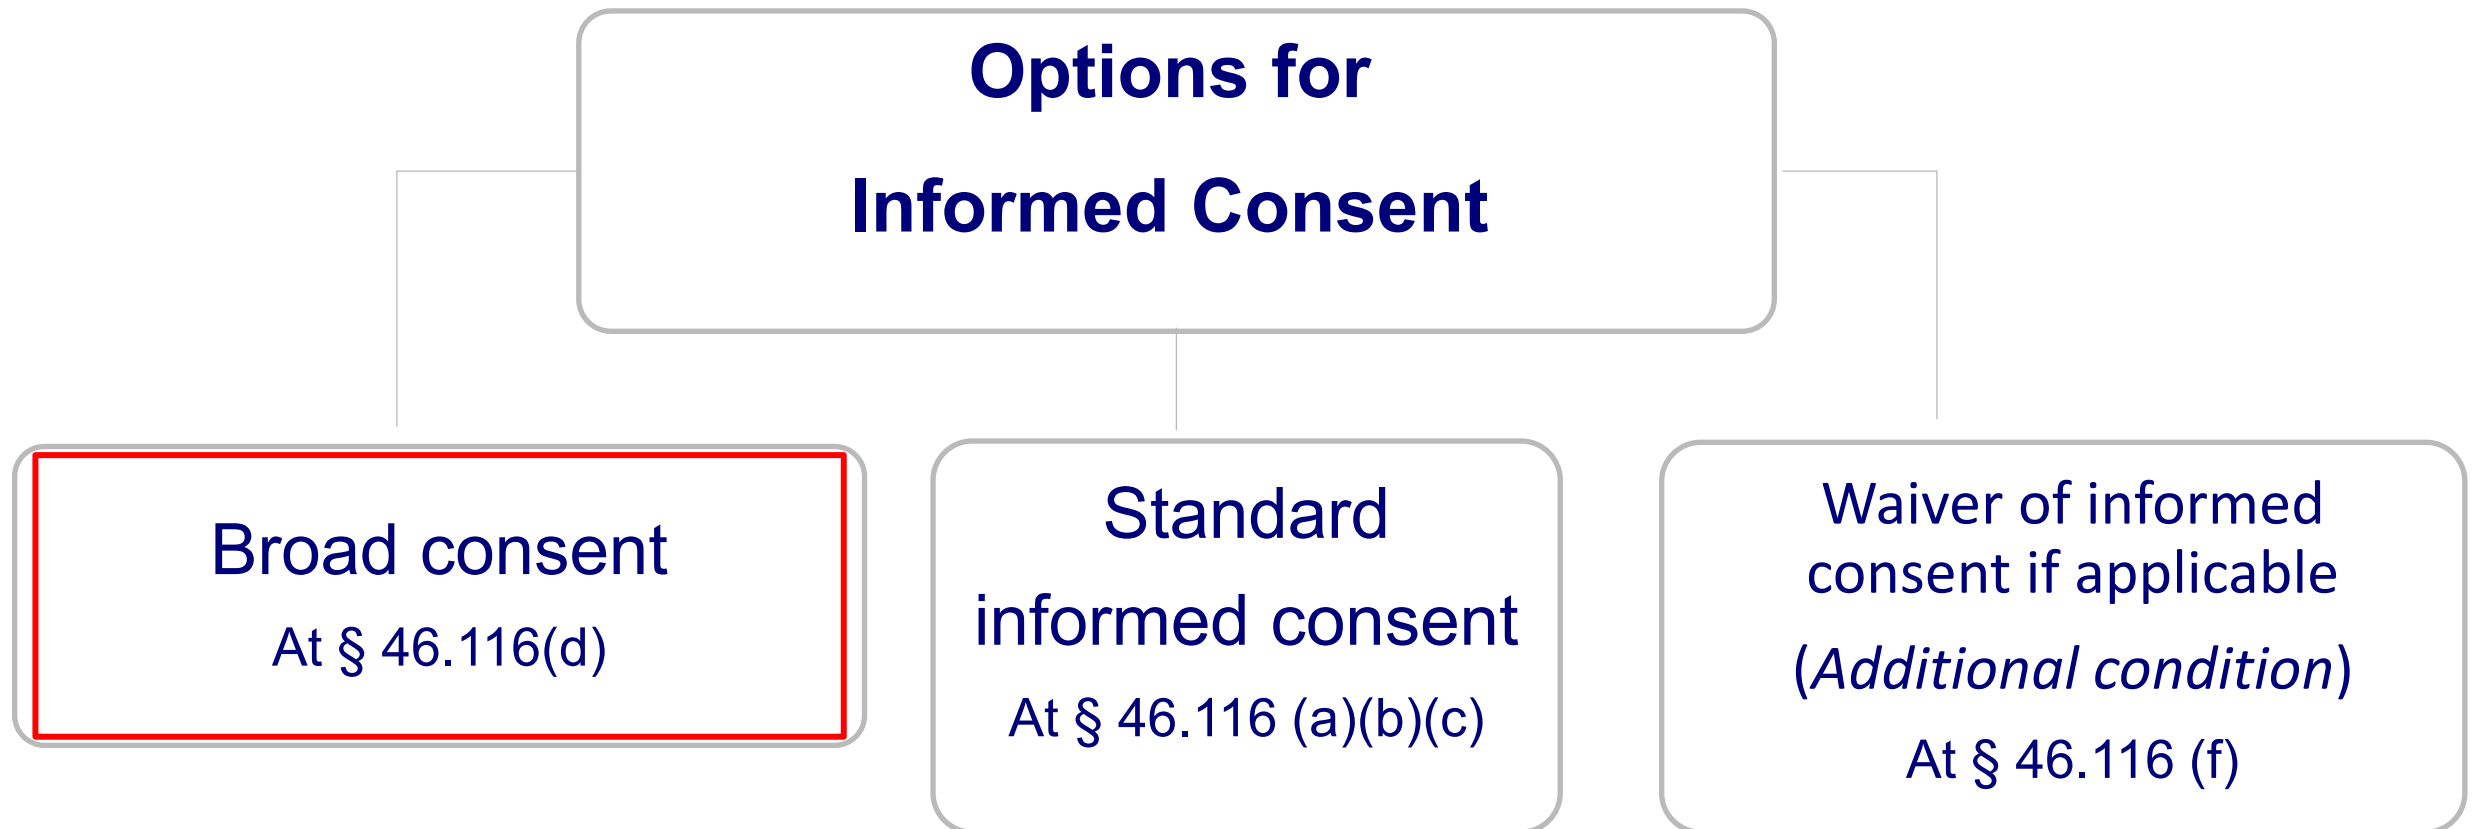 Options for
Informed Consent
Broad consent
At § 46.116(d)
Standard
informed consent
At § 46.116 (a)(b)(c)
Waiver of informed
consent if applicable
(Additional condition)
At § 46.116 (f)